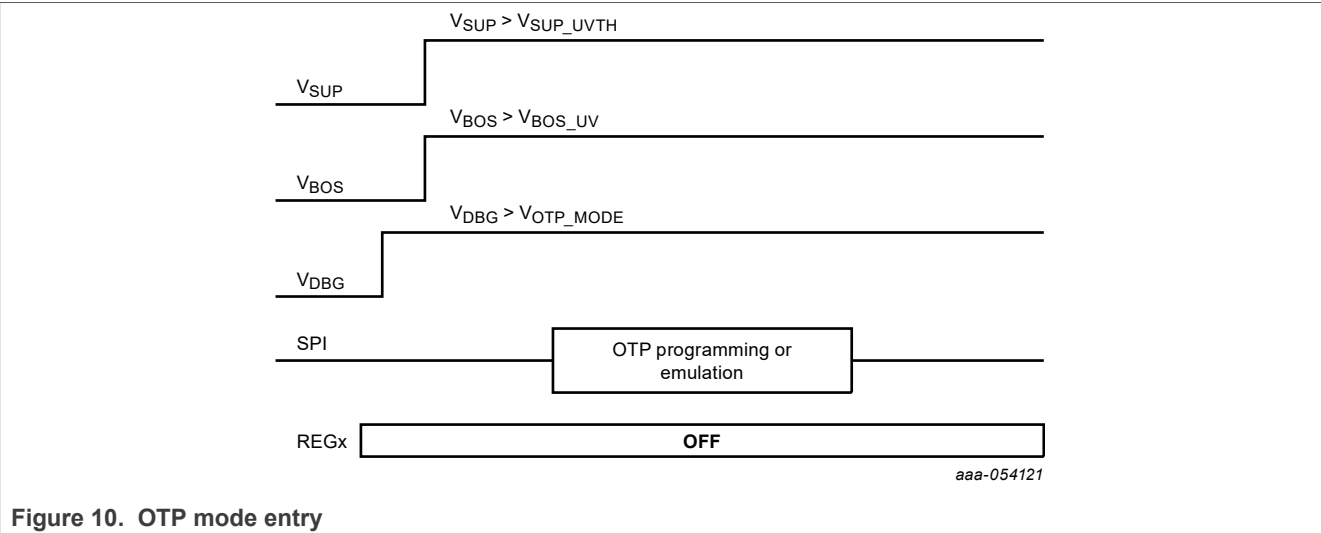 VSUP > VSUP_UVTH
VSUP
VBOS > VBOS_UV
VBOS
VDBG > VOTP_MODE
VDBG
SPI
OTP programming or
emulation
REGx
OFF
aaa-054121
Figure 10. OTP mode entry